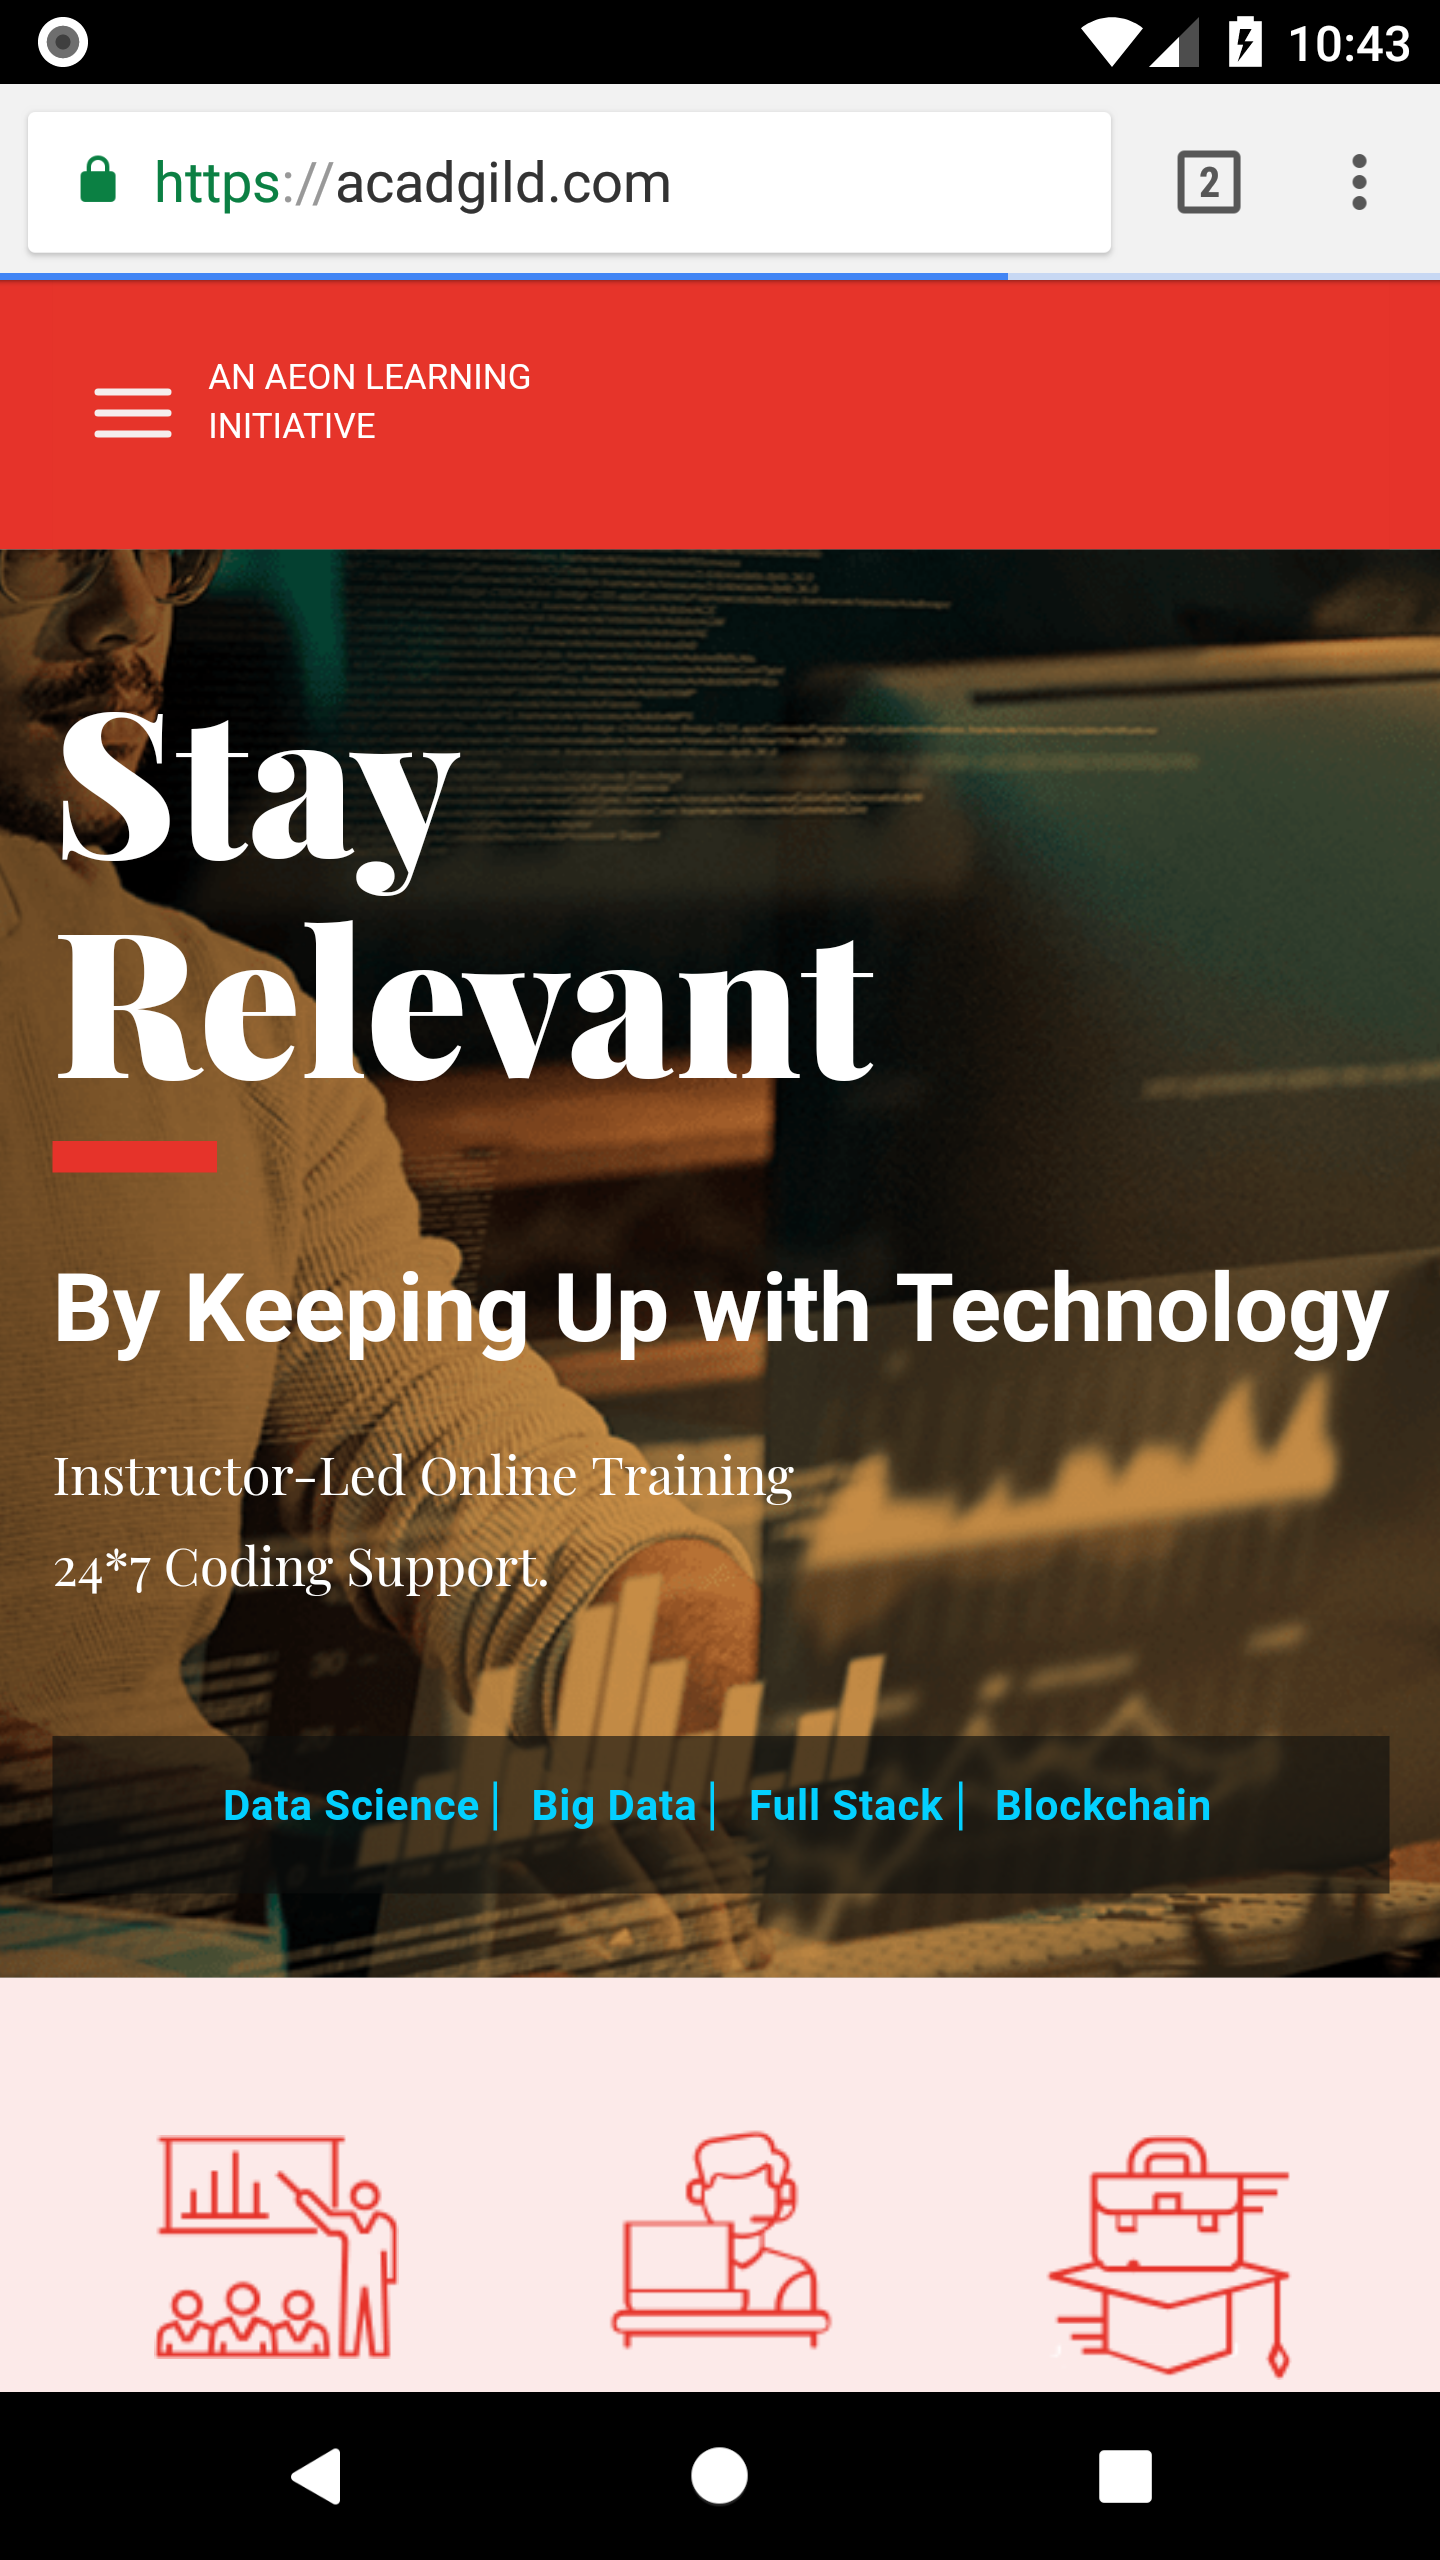 10:43
https://acadgild.com
2
AN AEON LEARNING
INITIATIVE
Stay
Relevant
By Keeping Up with Technology
Instructor-Led Online Training
24*7 Coding Support.
Data Science | Big Data | Full Stack | Blockchain